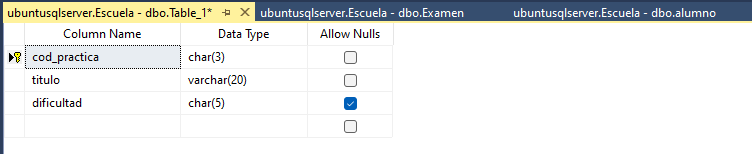 ubuntusqlserver.Escuela - dbo.Table_1* ubuntusqlserver.Escuela - dbo.Examen ubuntusqlserver.Escuela - dbo.alumno
Column Name Data Type Allow Nulls
cod_practica char(3)
titulo varchar(20)
dificultad char(5)